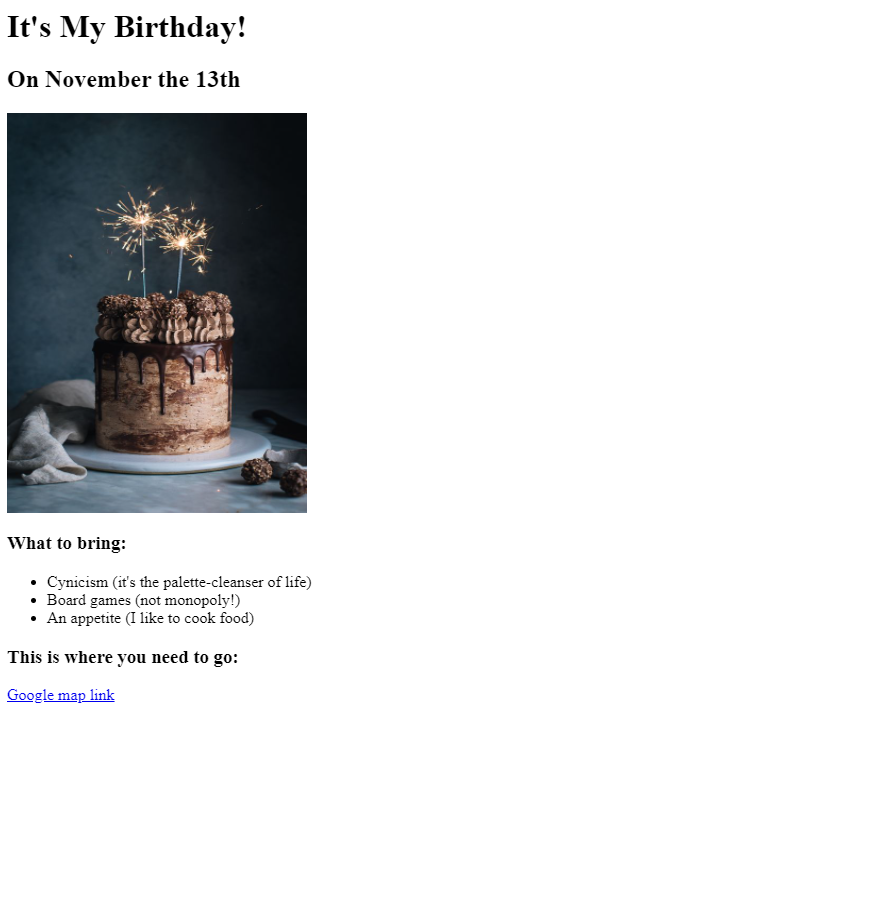 It's My Birthday!
On November the 13th
What to bring:
Cynicism (it's the palette-cleanser of life)
Board games (not monopoly!)
An appetite (I like to cook food)
This is where you need to go:
Google map link